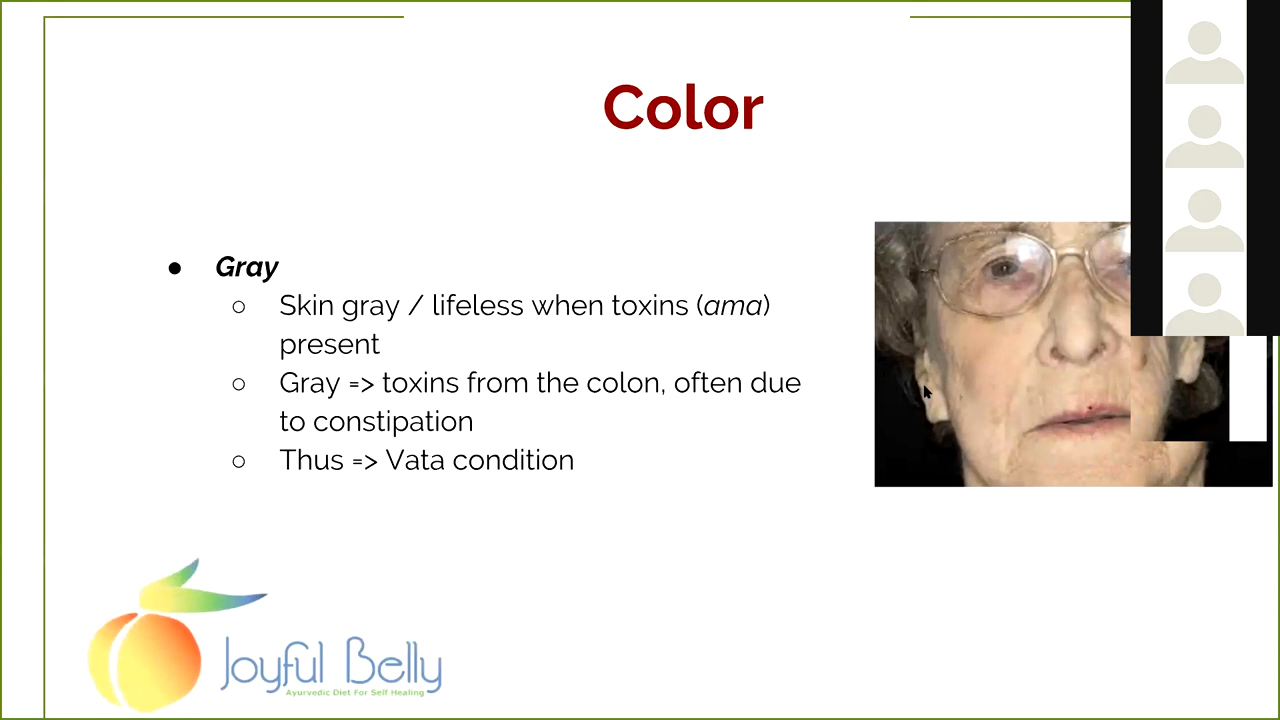 Color
● Gray
○ Skin gray / lifeless when toxins (ama)
present
○ Gray => toxins from the colon, often due
to constipation
○ Thus => Vata condition
Joyful Belly
Ayurvedic Diet For Self Healing